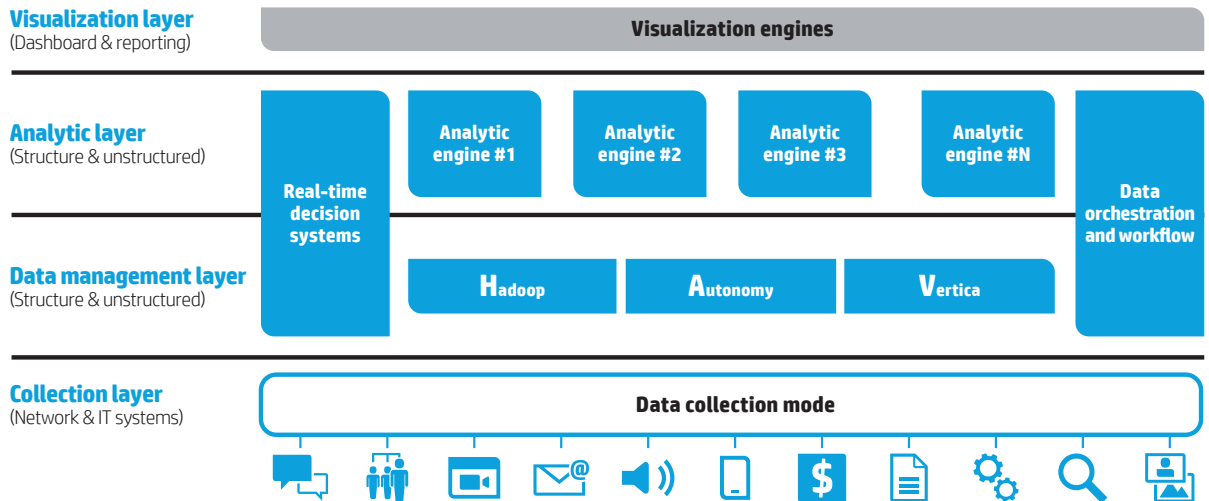 Visualization layer
(Dashboard & reporting)
Visualization engines
Analytic layer
(Structure & unstructured)
Real-time
decision
systems
Analytic
engine #1
Analytic
engine #2
Analytic
engine #3
Analytic
engine #N
Data
orchestration
and workflow
Data management layer
(Structure & unstructured)
Hadoop
Autonomy
Vertica
Collection layer
(Network & IT systems)
Data collection mode
@
$